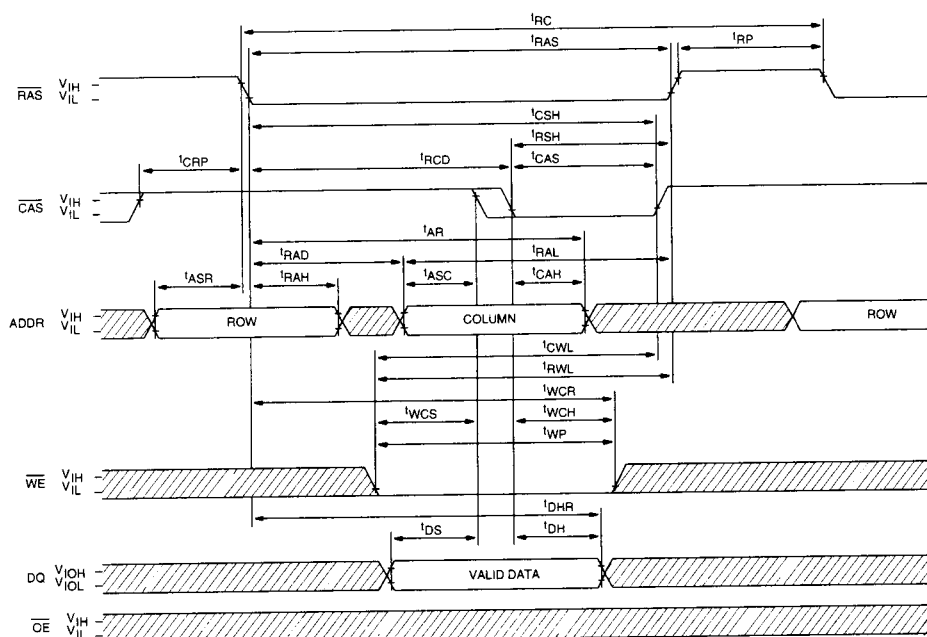 tRC
tRAS
tRP
RAS VIH
VIL
tCSH
tRSH
tCRP
tRCD
tCAS
CAS VIH
VIL
tAR
tRAD
tRAL
tASR
tRAH
tASC
tCAH
ADDR VIH
VIL
ROW
COLUMN
ROW
tCWL
tRWL
tWCR
tWCS
tWCH
tWP
WE VIH
VIL
tDHR
tDS
tDH
DQ VIOH
VIOL
VALID DATA
OE VIH
VIL